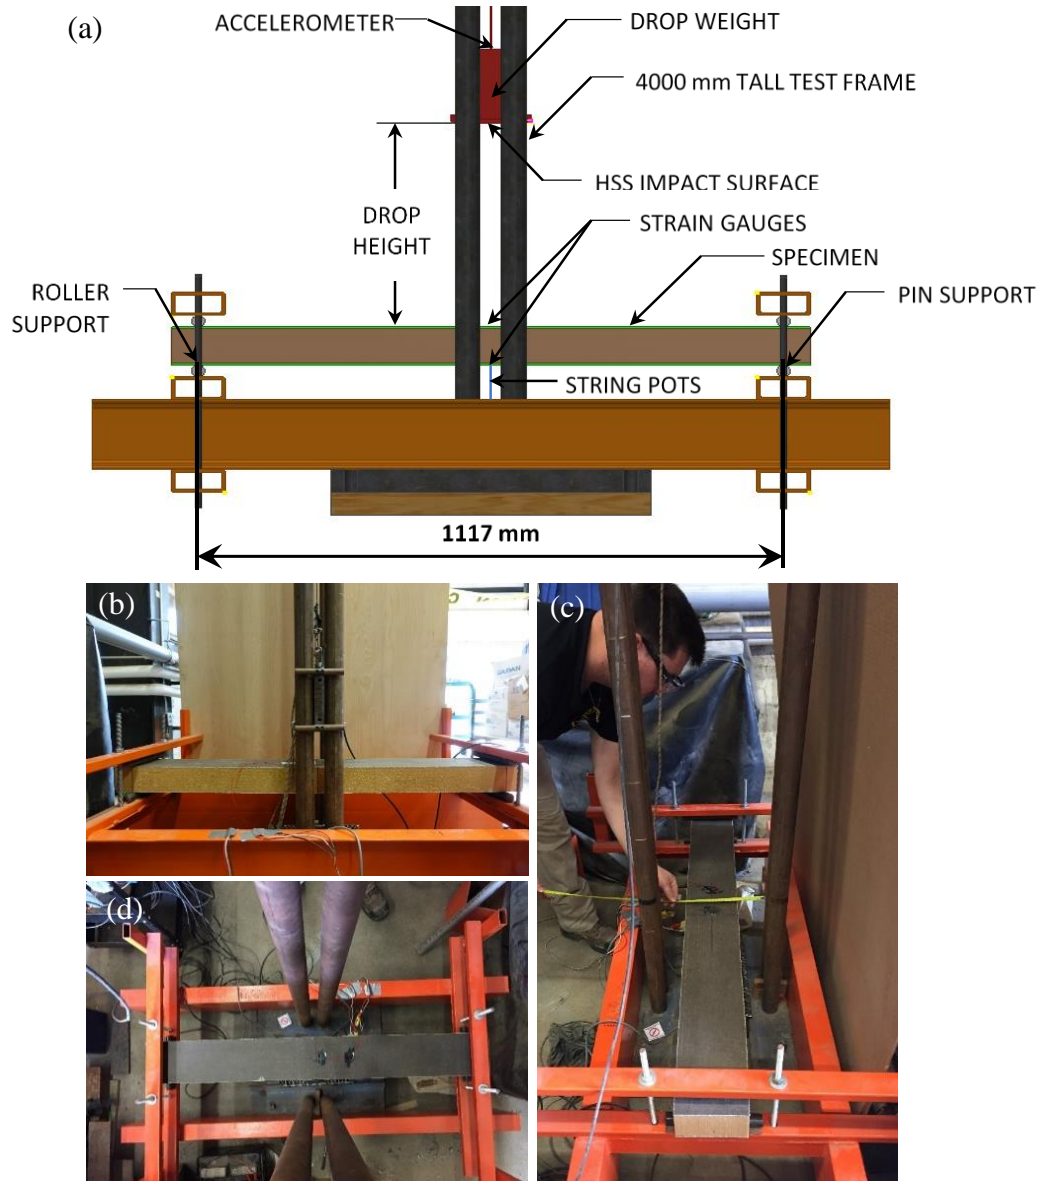 (a)
ACCELEROMETER
DROP WEIGHT
4000 mm TALL TEST FRAME
HSS IMPACT SURFACE
DROP
HEIGHT
STRAIN GAUGES
SPECIMEN
ROLLER
SUPPORT
PIN SUPPORT
STRING POTS
1117 mm
(b)
(c)
(d)